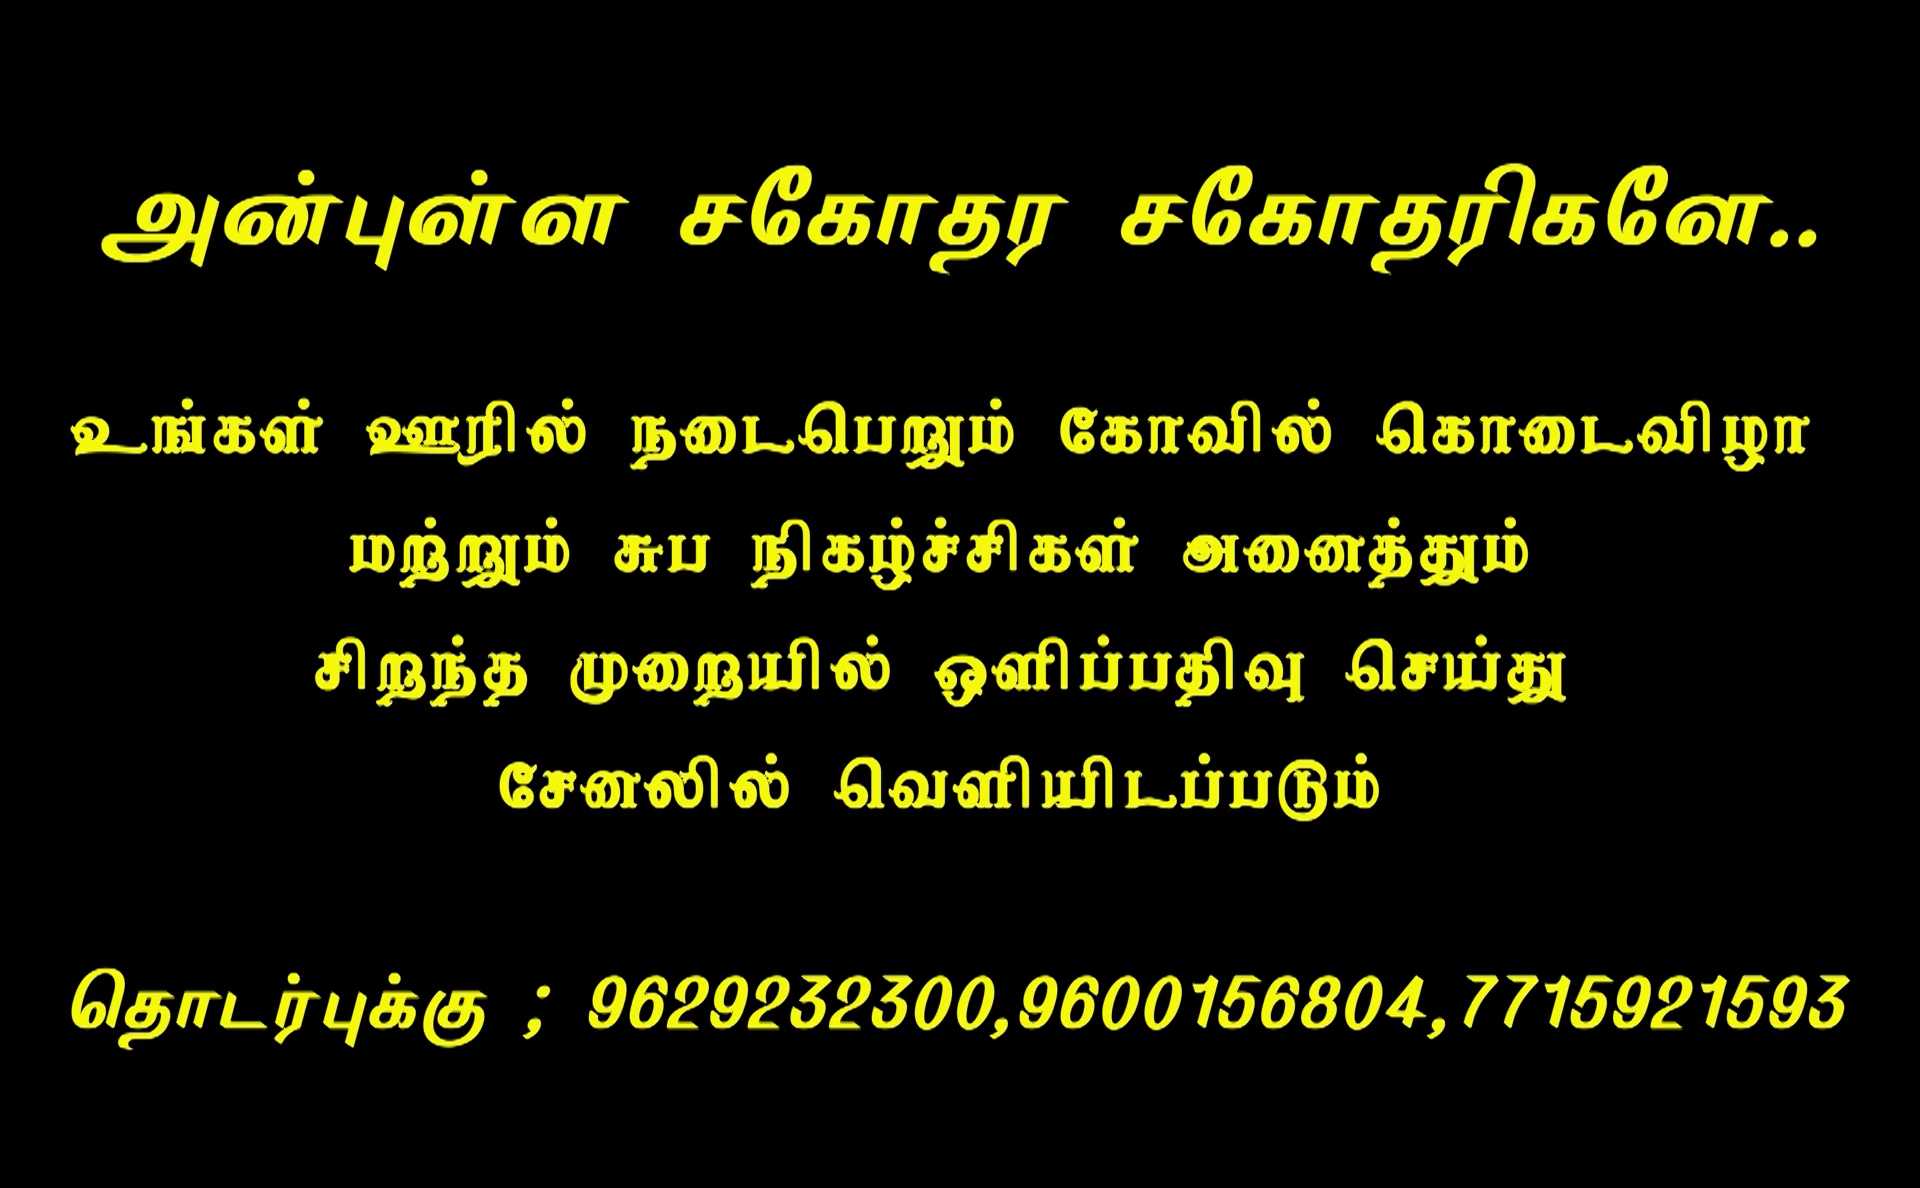 அன்புள்ள சகோதர சகோதரிகளே..
உங்கள் ஊரில் நடைபெறும் கோவில் கொடைவிழா
மற்றும் சுப நிகழ்ச்சிகள் அனைத்தும்
சிறந்த முறையில் ஒளிப்பதிவு செய்து
சேனலில் வெளியிடப்படும்
தொடர்புக்கு ; 9629232300,9600156804,7715921593